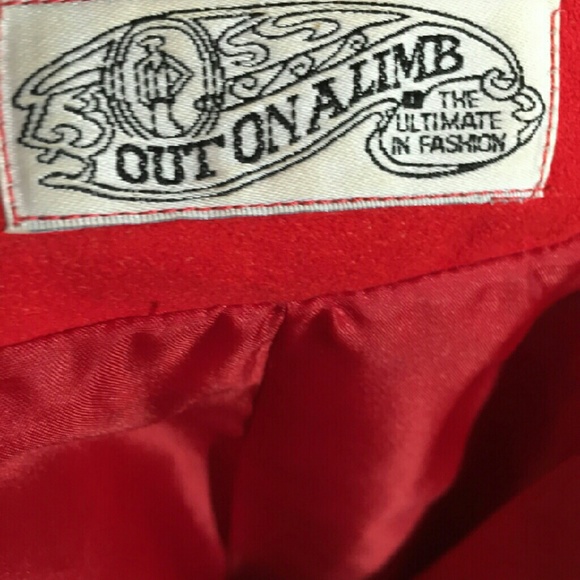 OUT ON A LIMB
THE
ULTIMATE
IN FASHION